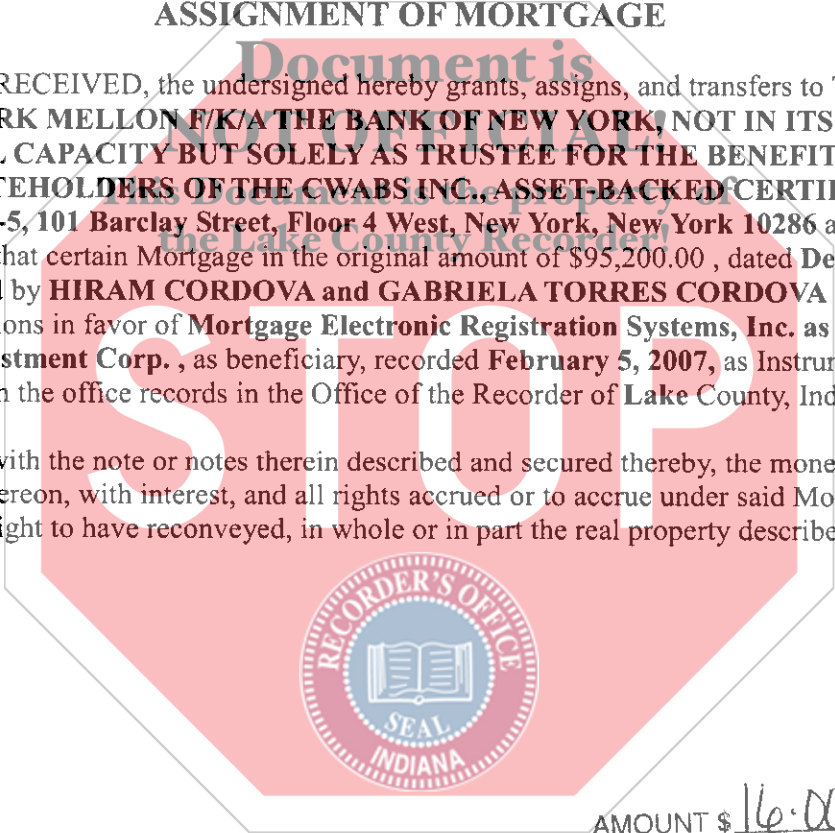 ASSIGNMENT OF MORTGAGE
Document is
RECEIVED, the undersigned hereby grants, assigns, and transfers to
RK MELLON F/K/A THE BANK OF NEW YORK, NOT IN ITS
NOT OFFICIAL!
CAPACITY BUT SOLELY AS TRUSTEE FOR THE BENEFIT
TEHOLDERS OF THE CWABS INC., ASSET-BACKED CERTIF
This Document is the property of
-5, 101 Barclay Street, Floor 4 West, New York, New York 10286 a
the Lake County Recorder!
hat certain Mortgage in the original amount of $95,200.00 , dated De
by HIRAM CORDOVA and GABRIELA TORRES CORDOVA
ions in favor of Mortgage Electronic Registration Systems, Inc. as
stment Corp. , as beneficiary, recorded February 5, 2007, as Instrur
n the office records in the Office of the Recorder of Lake County, Ind
with the note or notes therein described and secured thereby, the mone
ereon, with interest, and all rights accrued or to accrue under said Mo
ight to have reconveyed, in whole or in part the real property describe
STOP
RECORDER'S OFFICE
SEAL
INDIANA
AMOUNT $ 16.00